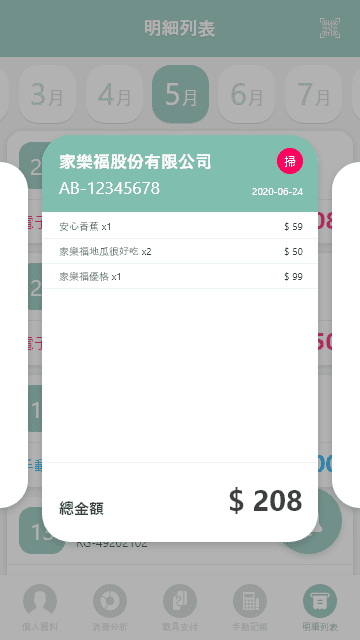 明細列表
3月
4月
5月
6月
7月
家樂福股份有限公司
掃
AB-12345678
2020-06-24
安心香蕉 x1
$ 59
家樂福地瓜很好吃 x2
$ 50
家樂福優格 x1
$ 99
總金額
$ 208
RG-49202102
個人資料
消費分析
載具支付
手動記帳
明細列表